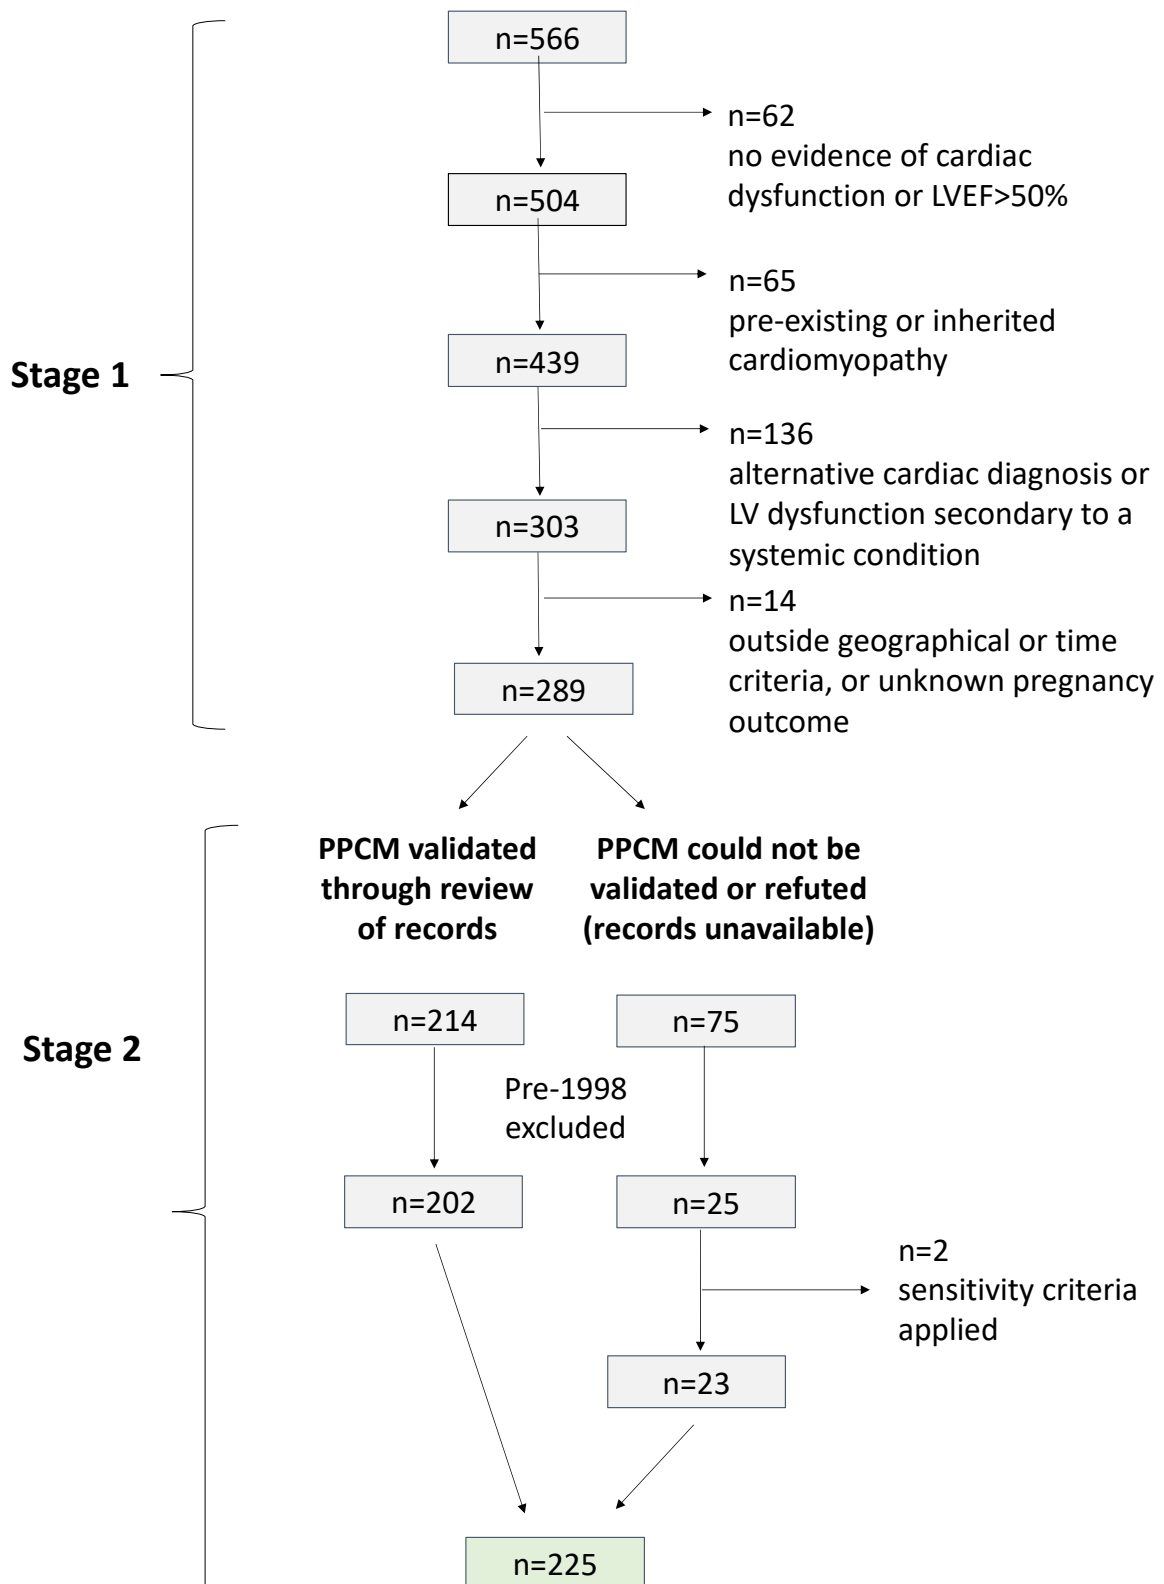 n=566
n=62
no evidence of cardiac
dysfunction or LVEF>50%
n=504
n=65
pre-existing or inherited
cardiomyopathy
n=439
Stage 1
n=136
alternative cardiac diagnosis or
LV dysfunction secondary to a
systemic condition
n=303
n=14
outside geographical or time
criteria, or unknown pregnancy
outcome
n=289
PPCM validated
through review
of records
PPCM could not be
validated or refuted
(records unavailable)
n=214
n=75
Stage 2
Pre-1998
excluded
n=202
n=25
n=2
sensitivity criteria
applied
n=23
n=225